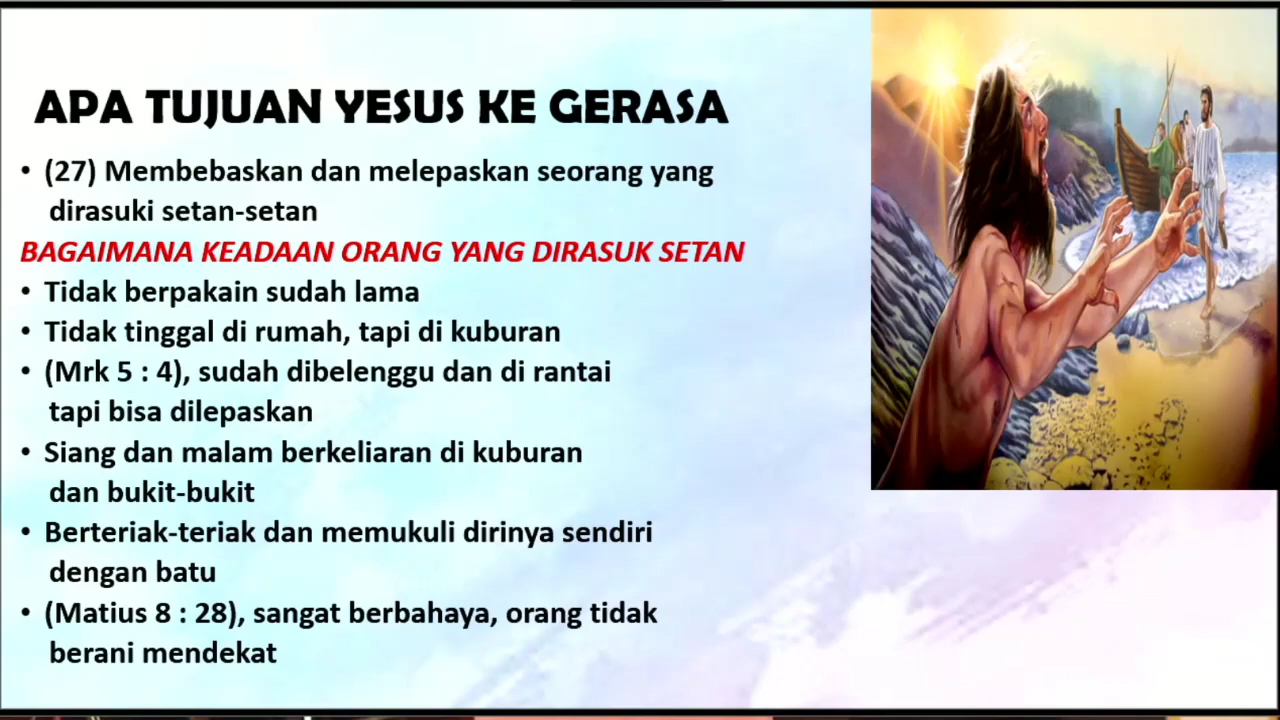 APA TUJUAN YESUS KE GERASA
• (27) Membebaskan dan melepaskan seorang yang
dirasuki setan-setan
BAGAIMANA KEADAAN ORANG YANG DIRASUK SETAN
• Tidak berpakain sudah lama
• Tidak tinggal di rumah, tapi di kuburan
• (Mrk 5 : 4), sudah dibelenggu dan di rantai
tapi bisa dilepaskan
• Siang dan malam berkeliaran di kuburan
dan bukit-bukit
• Berteriak-teriak dan memukuli dirinya sendiri
dengan batu
• (Matius 8 : 28), sangat berbahaya, orang tidak
berani mendekat